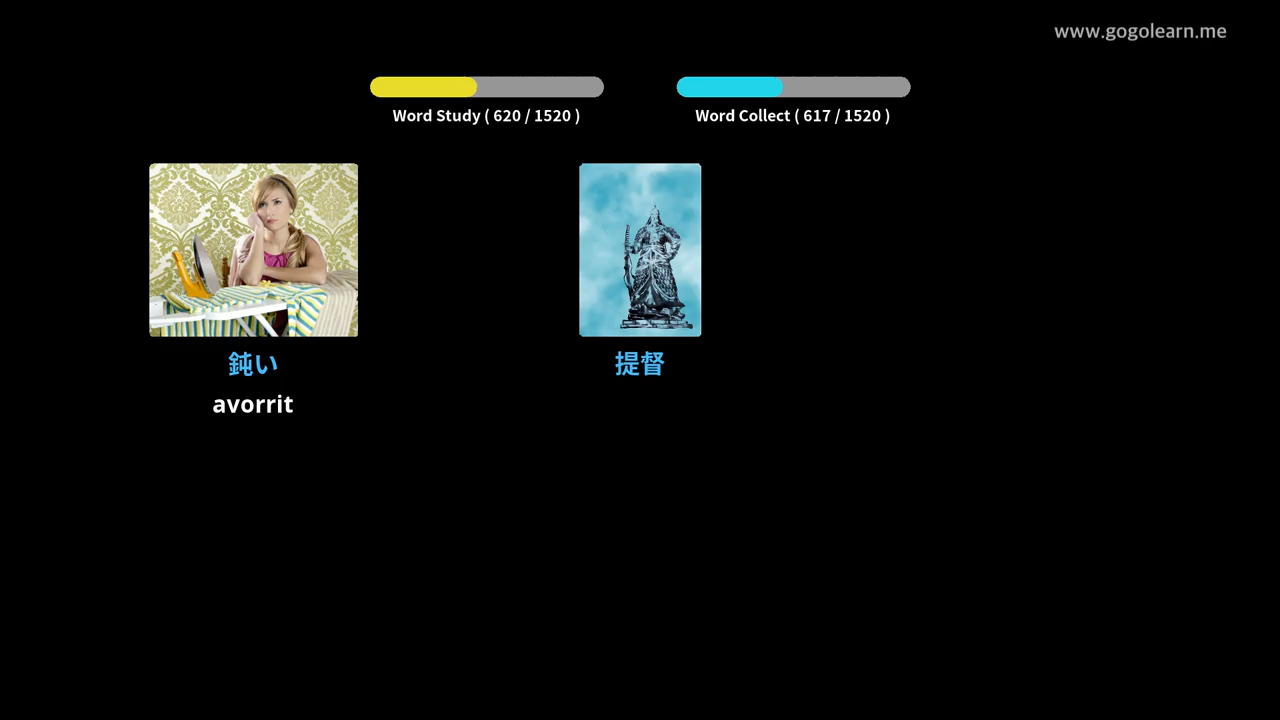 www.gogolearn.me
Word Study ( 620 / 1520 )
Word Collect ( 617 / 1520 )
鈍い
提督
avorrit